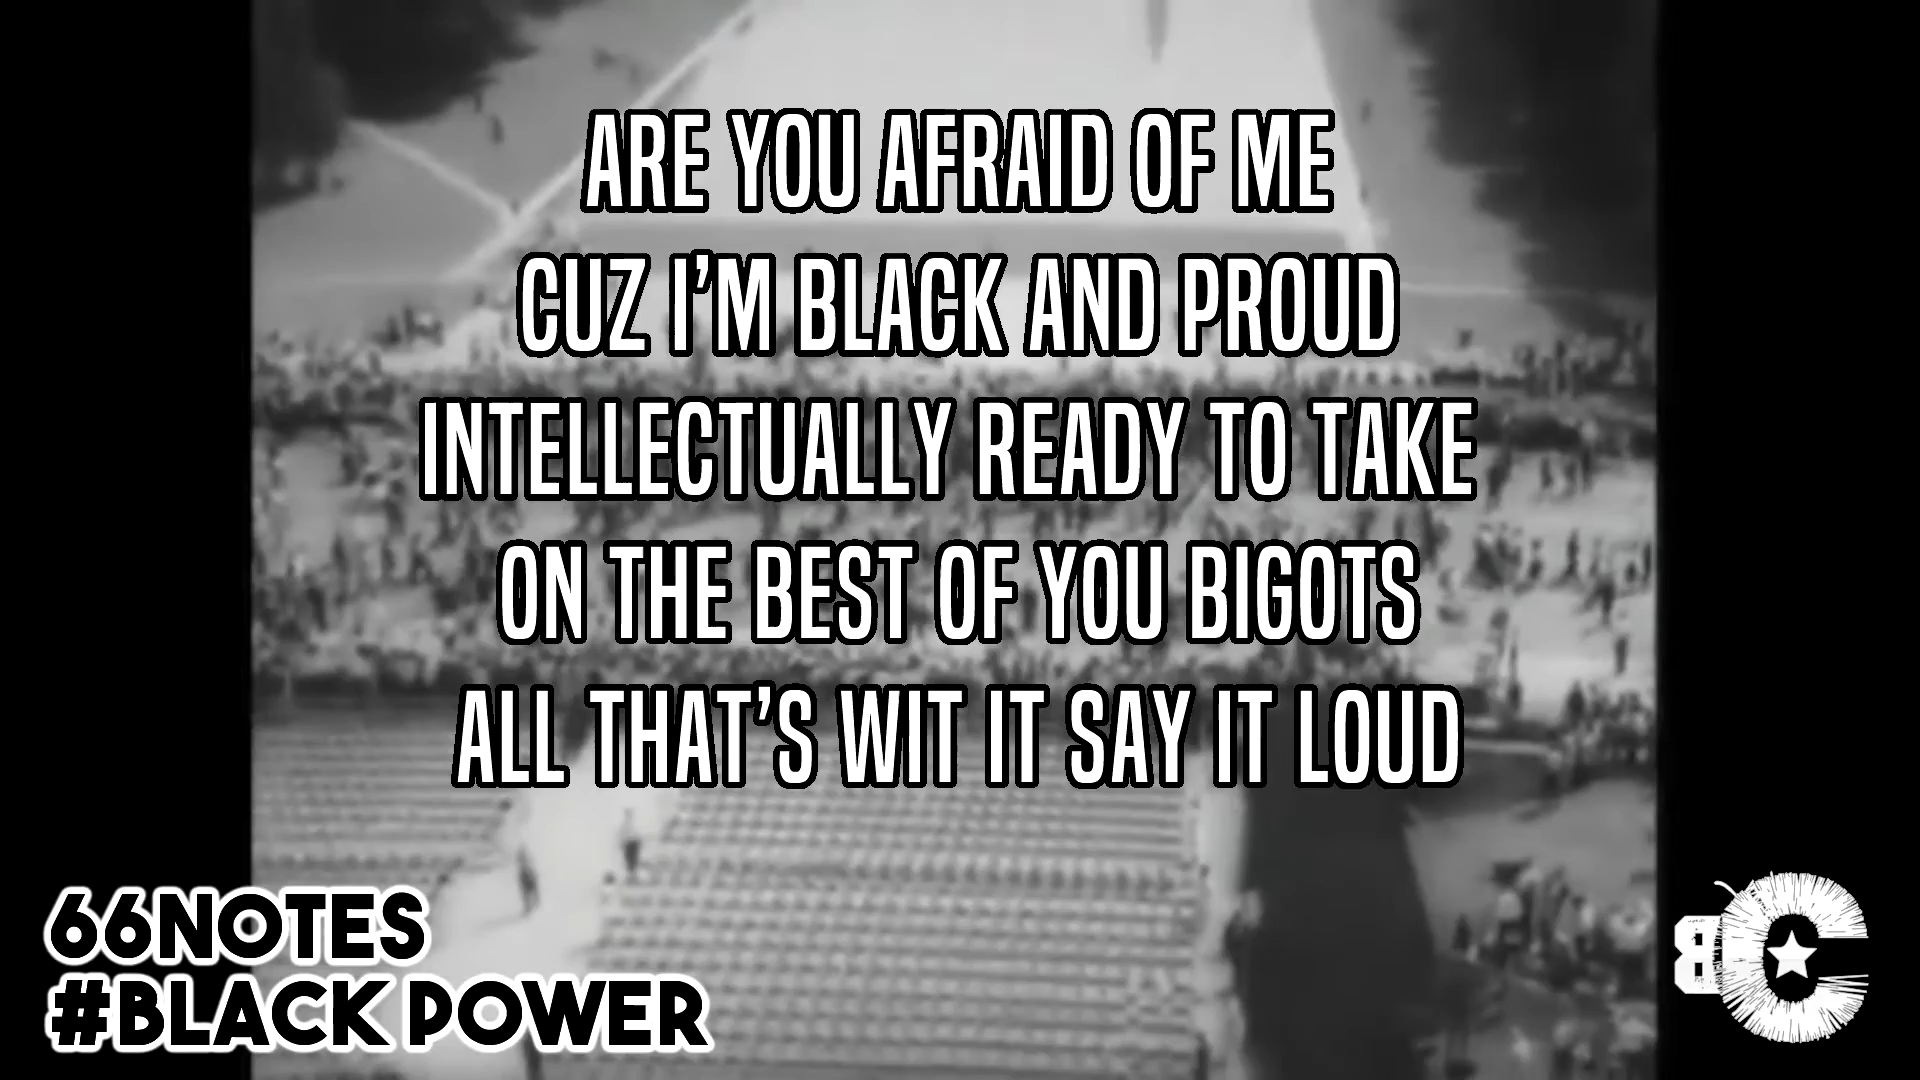 ARE YOU AFRAID OF ME
CUZ I'M BLACK AND PROUD
INTELLECTUALLY READY TO TAKE
ON THE BEST OF YOU BIGOTS
ALL THAT'S WIT IT SAY IT LOUD
66NOTES
#BLACK POWER
C